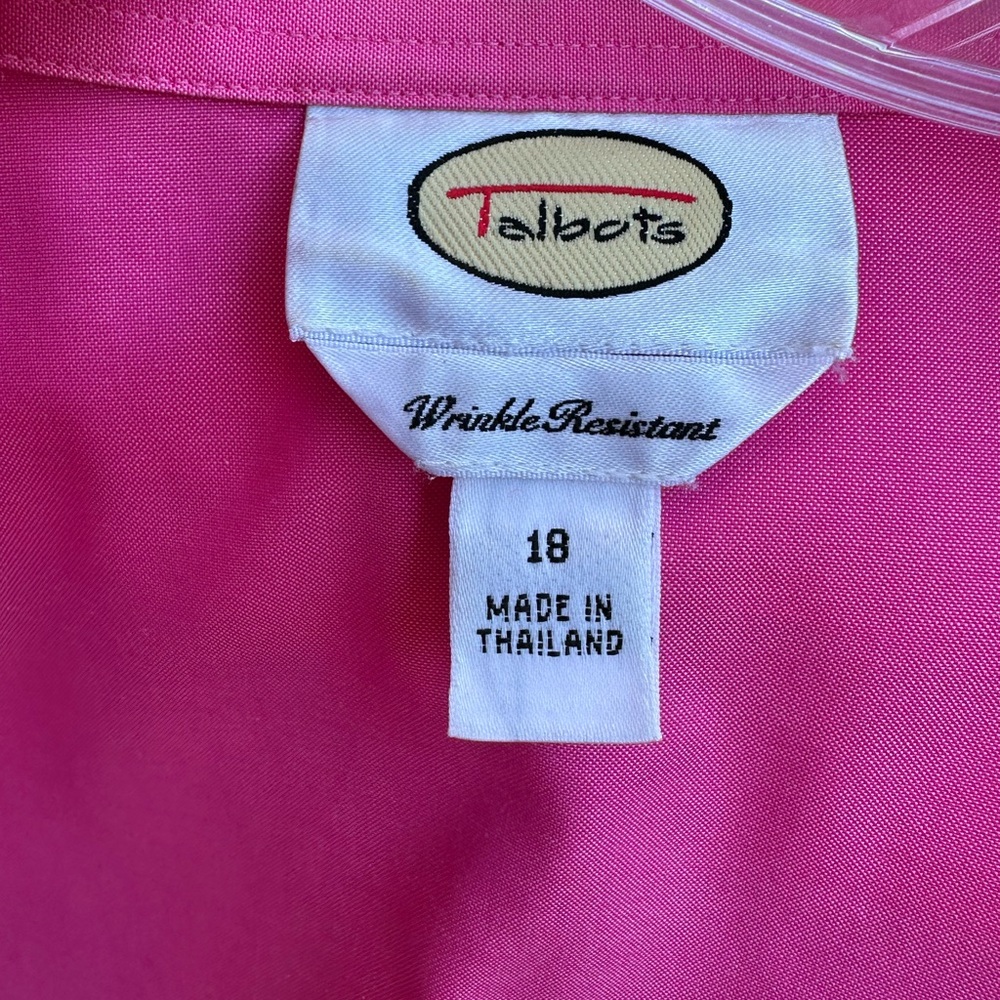 Talbots
Wrinkle Resistant
18
MADE IN
THAILAND